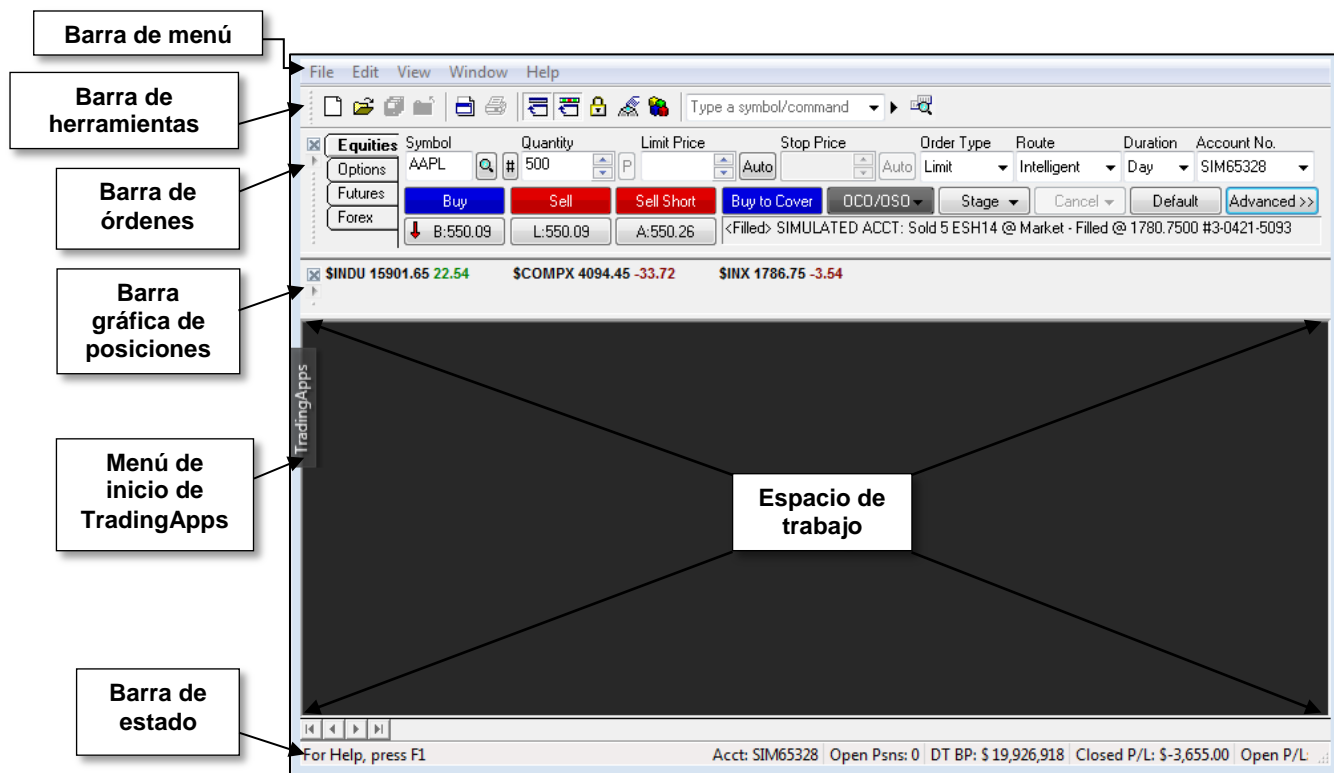 Barra de menú
File Edit View Window Help
Barra de
herramientas
Type a symbol/command
Equities Symbol Quantity Limit Price Stop Price Order Type Route Duration Account No.
Options AAPL # 500 P Auto Auto Limit Intelligent Day SIM65328
Barra de
órdenes
Futures Buy Sell Sell Short Buy to Cover OCO/OSO Stage Cancel Default Advanced >>
Forex B:550.09 L:550.09 A:550.26 <Filled> SIMULATED ACCT: Sold 5 ESH14 @ Market - Filled @ 1780.7500 #3-0421-5093
$INDU 15901.65 22.54 $COMPX 4094.45 -33.72 $INX 1786.75 -3.54
Barra
gráfica de
posiciones
TradingApps
Menú de
inicio de
TradingApps
Espacio de
trabajo
Barra de
estado
For Help, press F1 Acct: SIM65328 Open Psns: 0 DT BP: $ 19,926,918 Closed P/L: $-3,655.00 Open P/L: